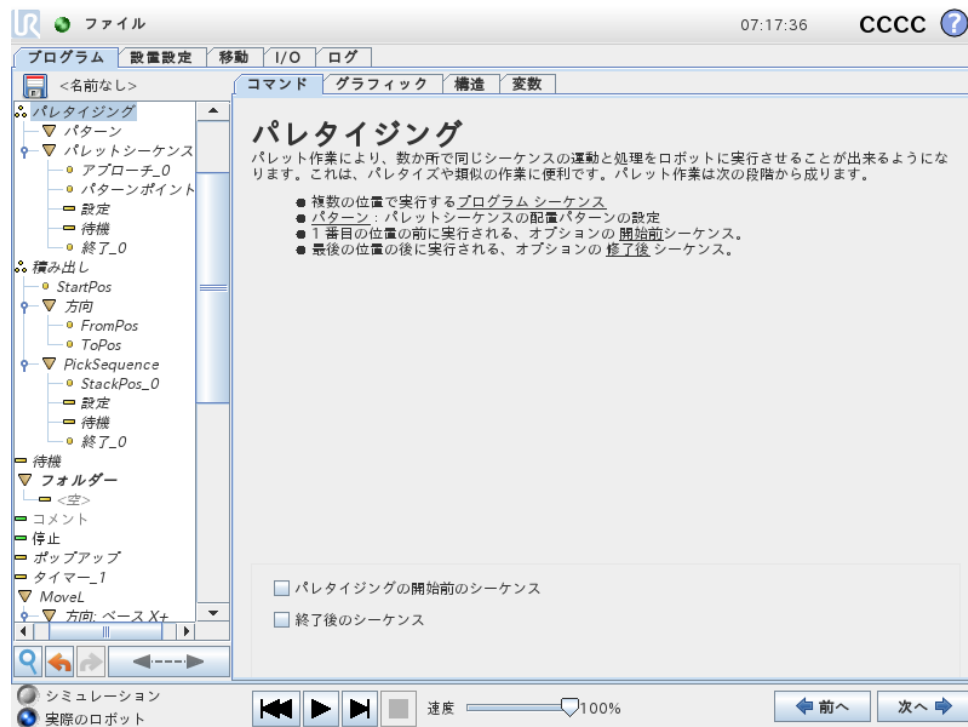 UR ファイル 07:17:36 CCCC ?
プログラム 設置設定 移動 I/O ログ
<名前なし>
コマンド グラフィック 構造 変数
パレタイジング
パターン
パレットシーケンス
アプローチ_0
パターンポイント
設定
待機
終了_0
積み出し
StartPos
方向
FromPos
ToPos
PickSequence
StackPos_0
設定
待機
終了_0
待機
フォルダー
<空>
コメント
停止
ポップアップ
タイマー_1
MoveL
方向: ベース X+
パレタイジング
パレット作業により、数か所で同じシーケンスの運動と処理をロボットに実行させることが出来るようにな
ります。これは、パレタイズや類似の作業に便利です。パレット作業は次の段階から成ります。
● 複数の位置で実行するプログラム シーケンス
● パターン : パレットシーケンスの配置パターンの設定
● 1 番目の位置の前に実行される、オプションの 開始前シーケンス。
● 最後の位置の後に実行される、オプションの 修了後 シーケンス。
パレタイジングの開始前のシーケンス
終了後のシーケンス
シミュレーション
実際のロボット
速度 100%
前へ 次へ